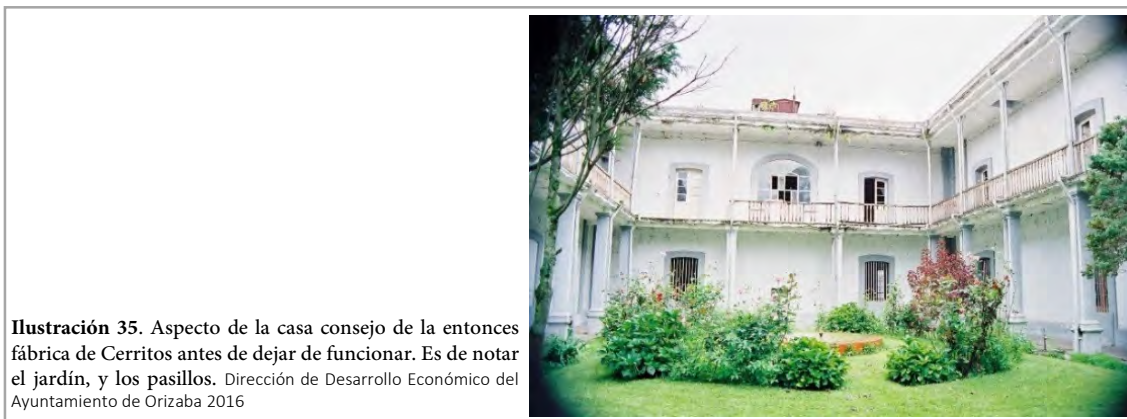 Ilustración 35. Aspecto de la casa consejo de la entonces
fábrica de Cerritos antes de dejar de funcionar. Es de notar
el jardín, y los pasillos. Dirección de Desarrollo Económico del
Ayuntamiento de Orizaba 2016